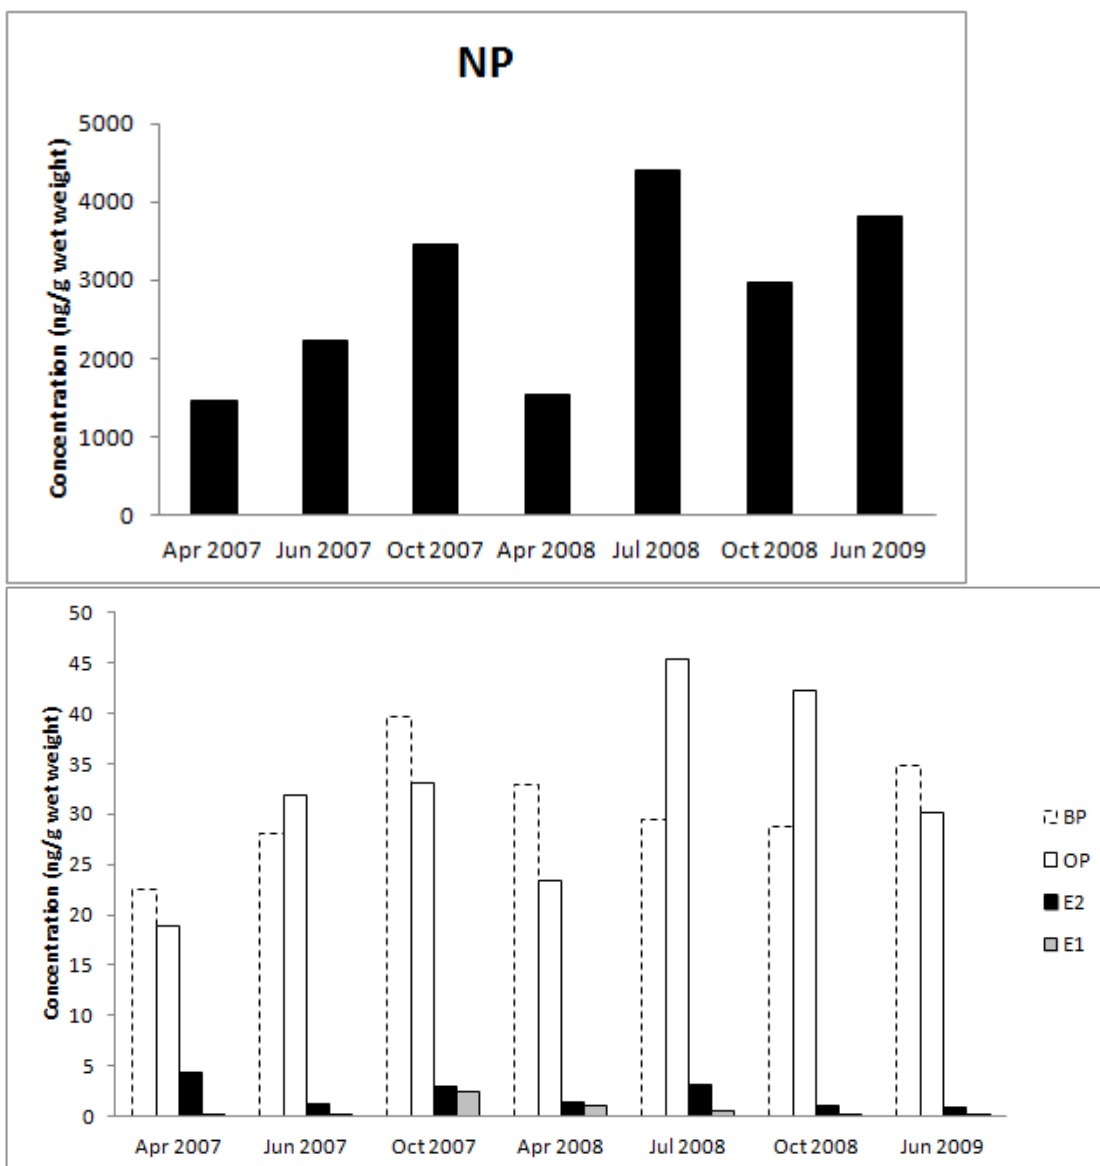 NP
Concentration (ng/g wet weight)
5000
4000
3000
2000
1000
0
Apr 2007 Jun 2007 Oct 2007 Apr 2008 Jul 2008 Oct 2008 Jun 2009
Concentration (ng/g wet weight)
50
45
40
35
30
25
20
15
10
5
0
Apr 2007 Jun 2007 Oct 2007 Apr 2008 Jul 2008 Oct 2008 Jun 2009
BP
OP
E2
E1